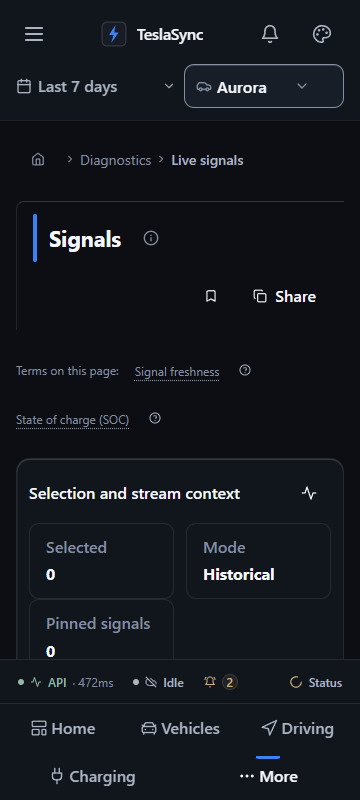 TeslaSync
Last 7 days
Aurora
Diagnostics
Live signals
Signals
Share
Terms on this page:
Signal freshness
State of charge (SOC)
Selection and stream context
Selected
0
Mode
Historical
Pinned signals
0
API · 472ms
Idle
2
Status
Home
Vehicles
Driving
Charging
More